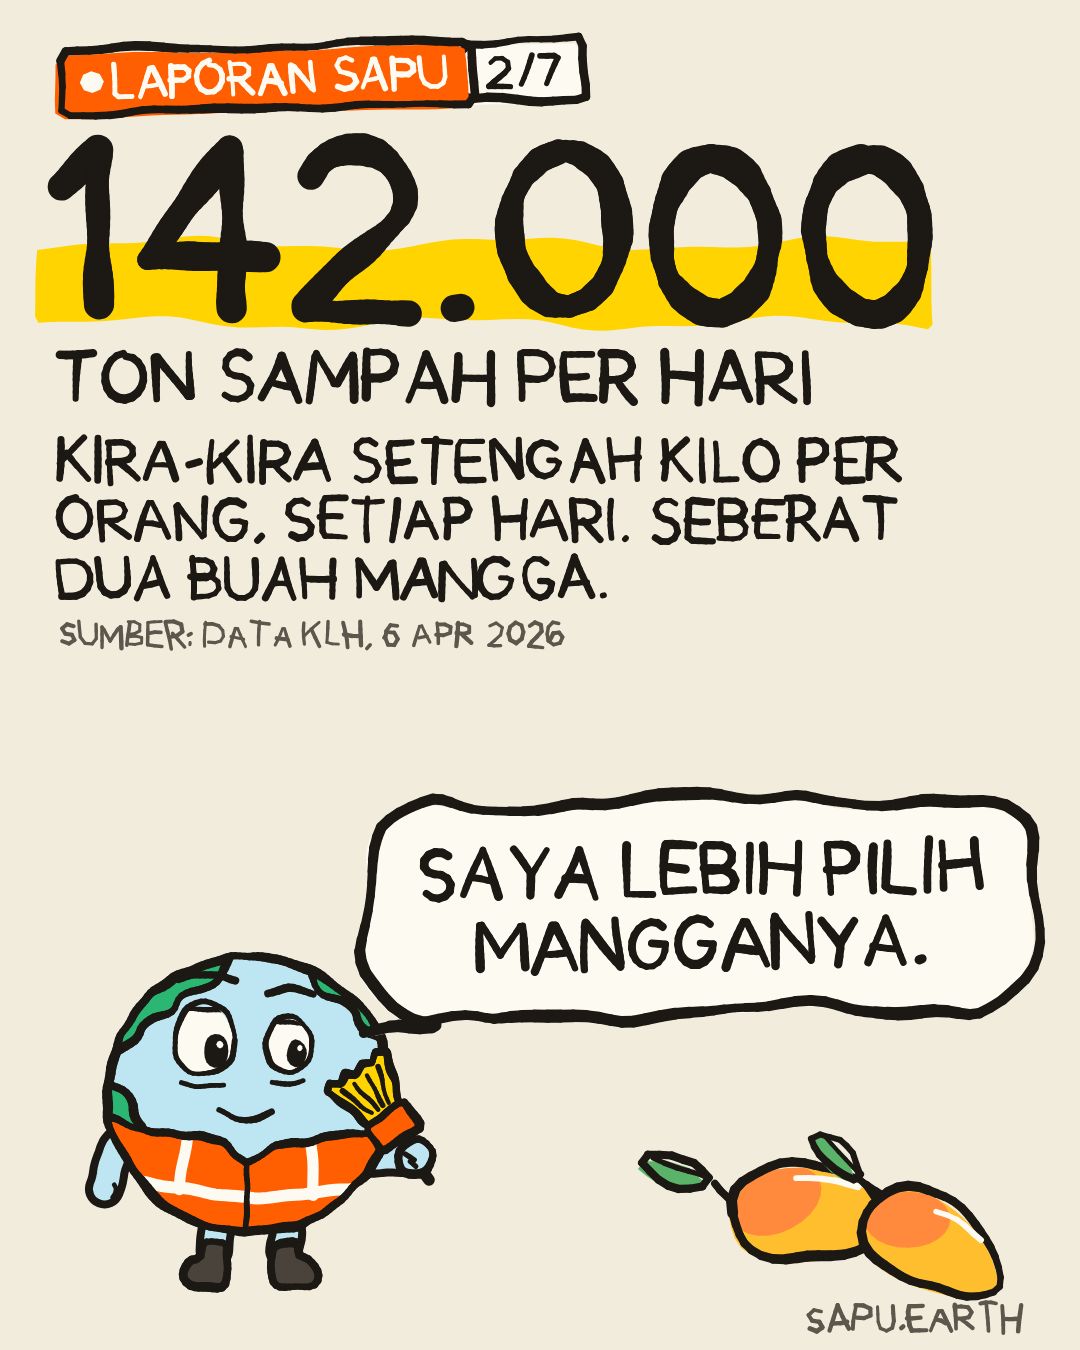 LAPORAN SAPU 2/7
142.000
TON SAMPAH PER HARI
KIRA-KIRA SETENGAH KILO PER
ORANG, SETIAP HARI. SEBERAT
DUA BUAH MANGGA.
SUMBER: DATA KLH, 6 APR 2026
SAYA LEBIH PILIH
MANGGANYA.
SAPU.EARTH